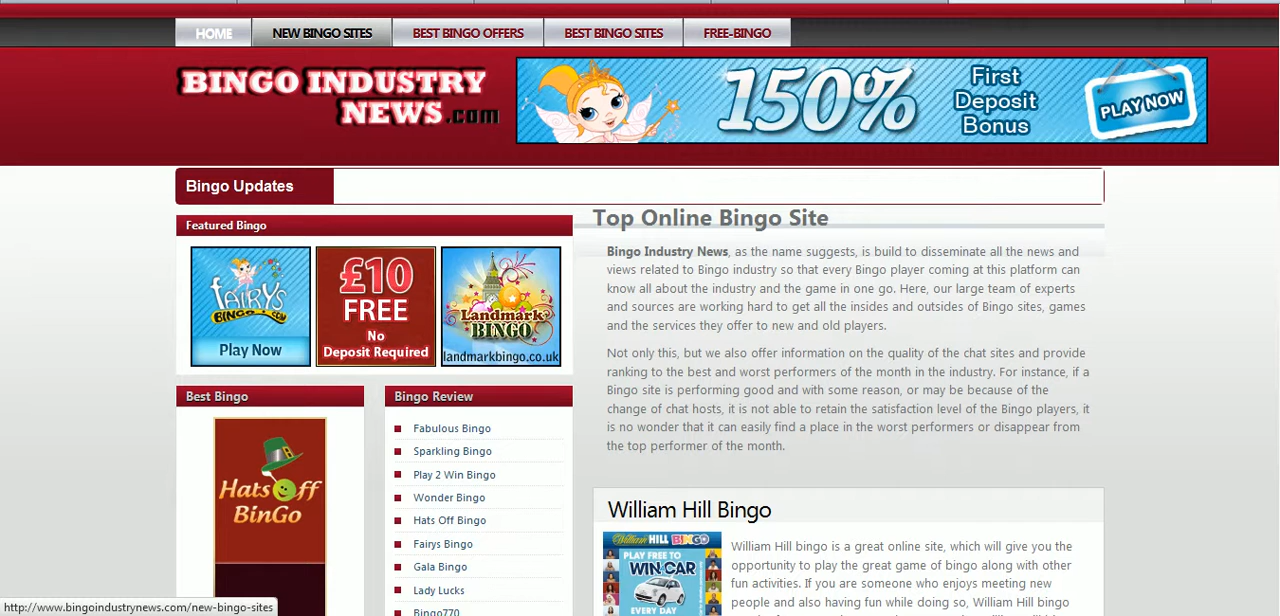 HOME NEW BINGO SITES BEST BINGO OFFERS BEST BINGO SITES FREE-BINGO
BINGO INDUSTRY
NEWS.com
150%
First
Deposit
Bonus
PLAY NOW
Bingo Updates
Featured Bingo
FAIRYS
BINGO.COM
Play Now
£10
FREE
No
Deposit Required
Landmark
BINGO
landmarkbingo.co.uk
Best Bingo
Hats Off
BinGo
Bingo Review
Fabulous Bingo
Sparkling Bingo
Play 2 Win Bingo
Wonder Bingo
Hats Off Bingo
Fairys Bingo
Gala Bingo
Lady Lucks
Bingo770
Top Online Bingo Site
Bingo Industry News, as the name suggests, is build to disseminate all the news and
views related to Bingo industry so that every Bingo player coming at this platform can
know all about the industry and the game in one go. Here, our large team of experts
and sources are working hard to get all the insides and outsides of Bingo sites, games
and the services they offer to new and old players.
Not only this, but we also offer information on the quality of the chat sites and provide
ranking to the best and worst performers of the month in the industry. For instance, if a
Bingo site is performing good and with some reason, or may be because of the
change of chat hosts, it is not able to retain the satisfaction level of the Bingo players, it
is no wonder that it can easily find a place in the worst performers or disappear from
the top performer of the month.
William Hill Bingo
William HILL BINGO
PLAY FREE TO
WIN CAR
EVERY DAY
William Hill bingo is a great online site, which will give you the
opportunity to play the great game of bingo along with other
fun activities. If you are someone who enjoys meeting new
people and also having fun while doing so, William Hill bingo
http://www.bingoindustrynews.com/new-bingo-sites